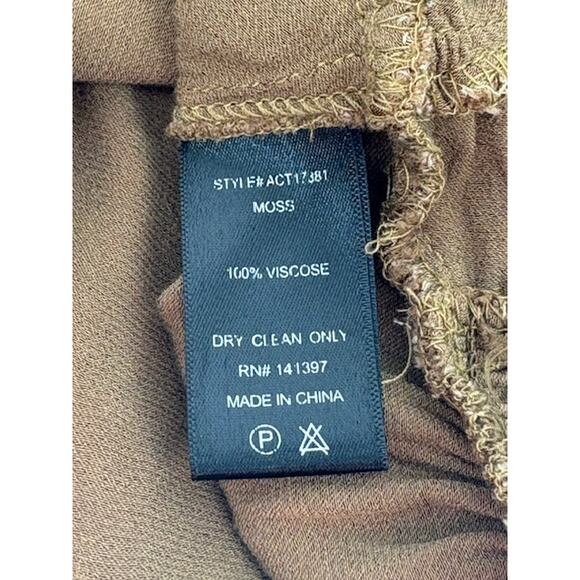 STYLE# ACT17381
MOSS
100% VISCOSE
DRY CLEAN ONLY
RN# 141397
MADE IN CHINA
P